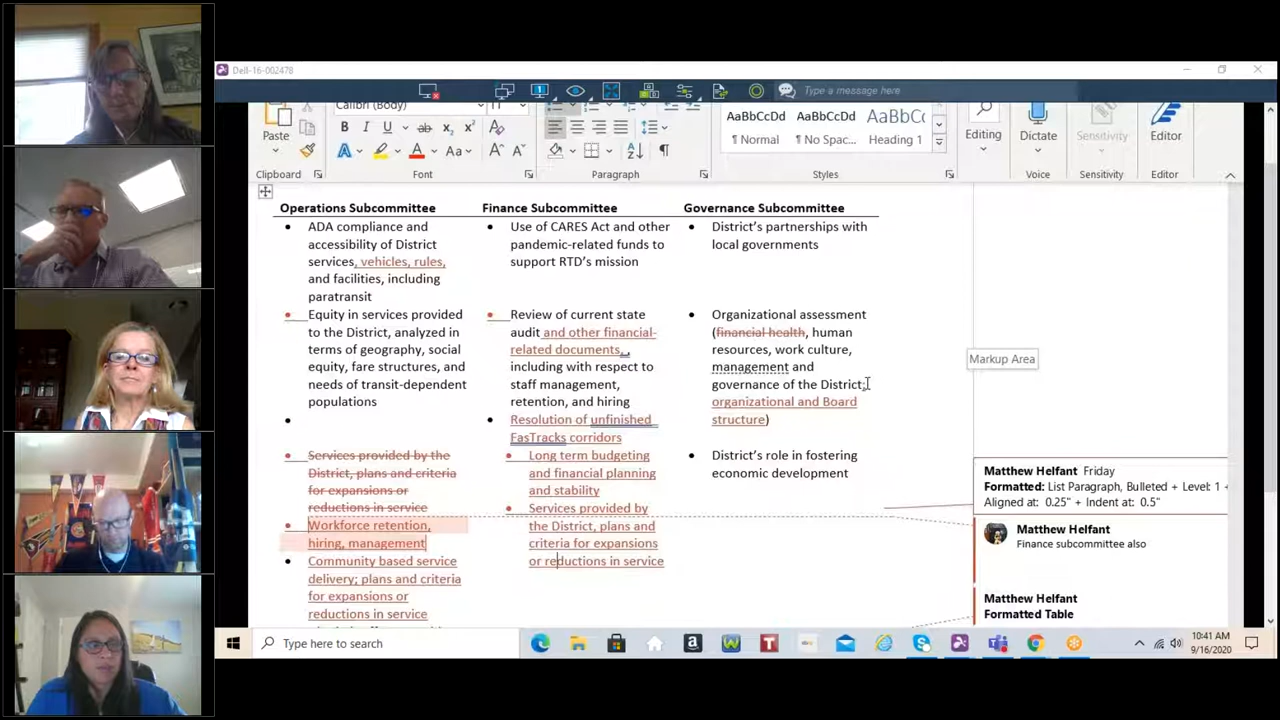 Dell-16-002478
Type a message here
Calibri (Body)
11
Paste
B I U ab x₂ x²
A A Aa A A
AaBbCcDd AaBbCcDd AaBbCc
¶ Normal ¶ No Spac... Heading 1
Editing
Dictate
Sensitivity
Editor
Clipboard Font Paragraph Styles Voice Sensitivity Editor
Operations Subcommittee
• ADA compliance and
accessibility of District
services, vehicles, rules,
and facilities, including
paratransit
• Equity in services provided
to the District, analyzed in
terms of geography, social
equity, fare structures, and
needs of transit-dependent
populations
•
• Services provided by the
District, plans and criteria
for expansions or
reductions in service
• Workforce retention,
hiring, management
• Community based service
delivery; plans and criteria
for expansions or
reductions in service
Finance Subcommittee
• Use of CARES Act and other
pandemic-related funds to
support RTD's mission
• Review of current state
audit and other financial-
related documents, ,
including with respect to
staff management,
retention, and hiring
• Resolution of unfinished
FasTracks corridors
• Long term budgeting
and financial planning
and stability
• Services provided by
the District, plans and
criteria for expansions
or reductions in service
Governance Subcommittee
• District's partnerships with
local governments
• Organizational assessment
(financial health, human
resources, work culture,
management and
governance of the District;
organizational and Board
structure)
• District's role in fostering
economic development
Markup Area
Matthew Helfant Friday
Formatted: List Paragraph, Bulleted + Level: 1 +
Aligned at: 0.25" + Indent at: 0.5"
Matthew Helfant
Finance subcommittee also
Matthew Helfant
Formatted Table
Type here to search
10:41 AM
9/16/2020